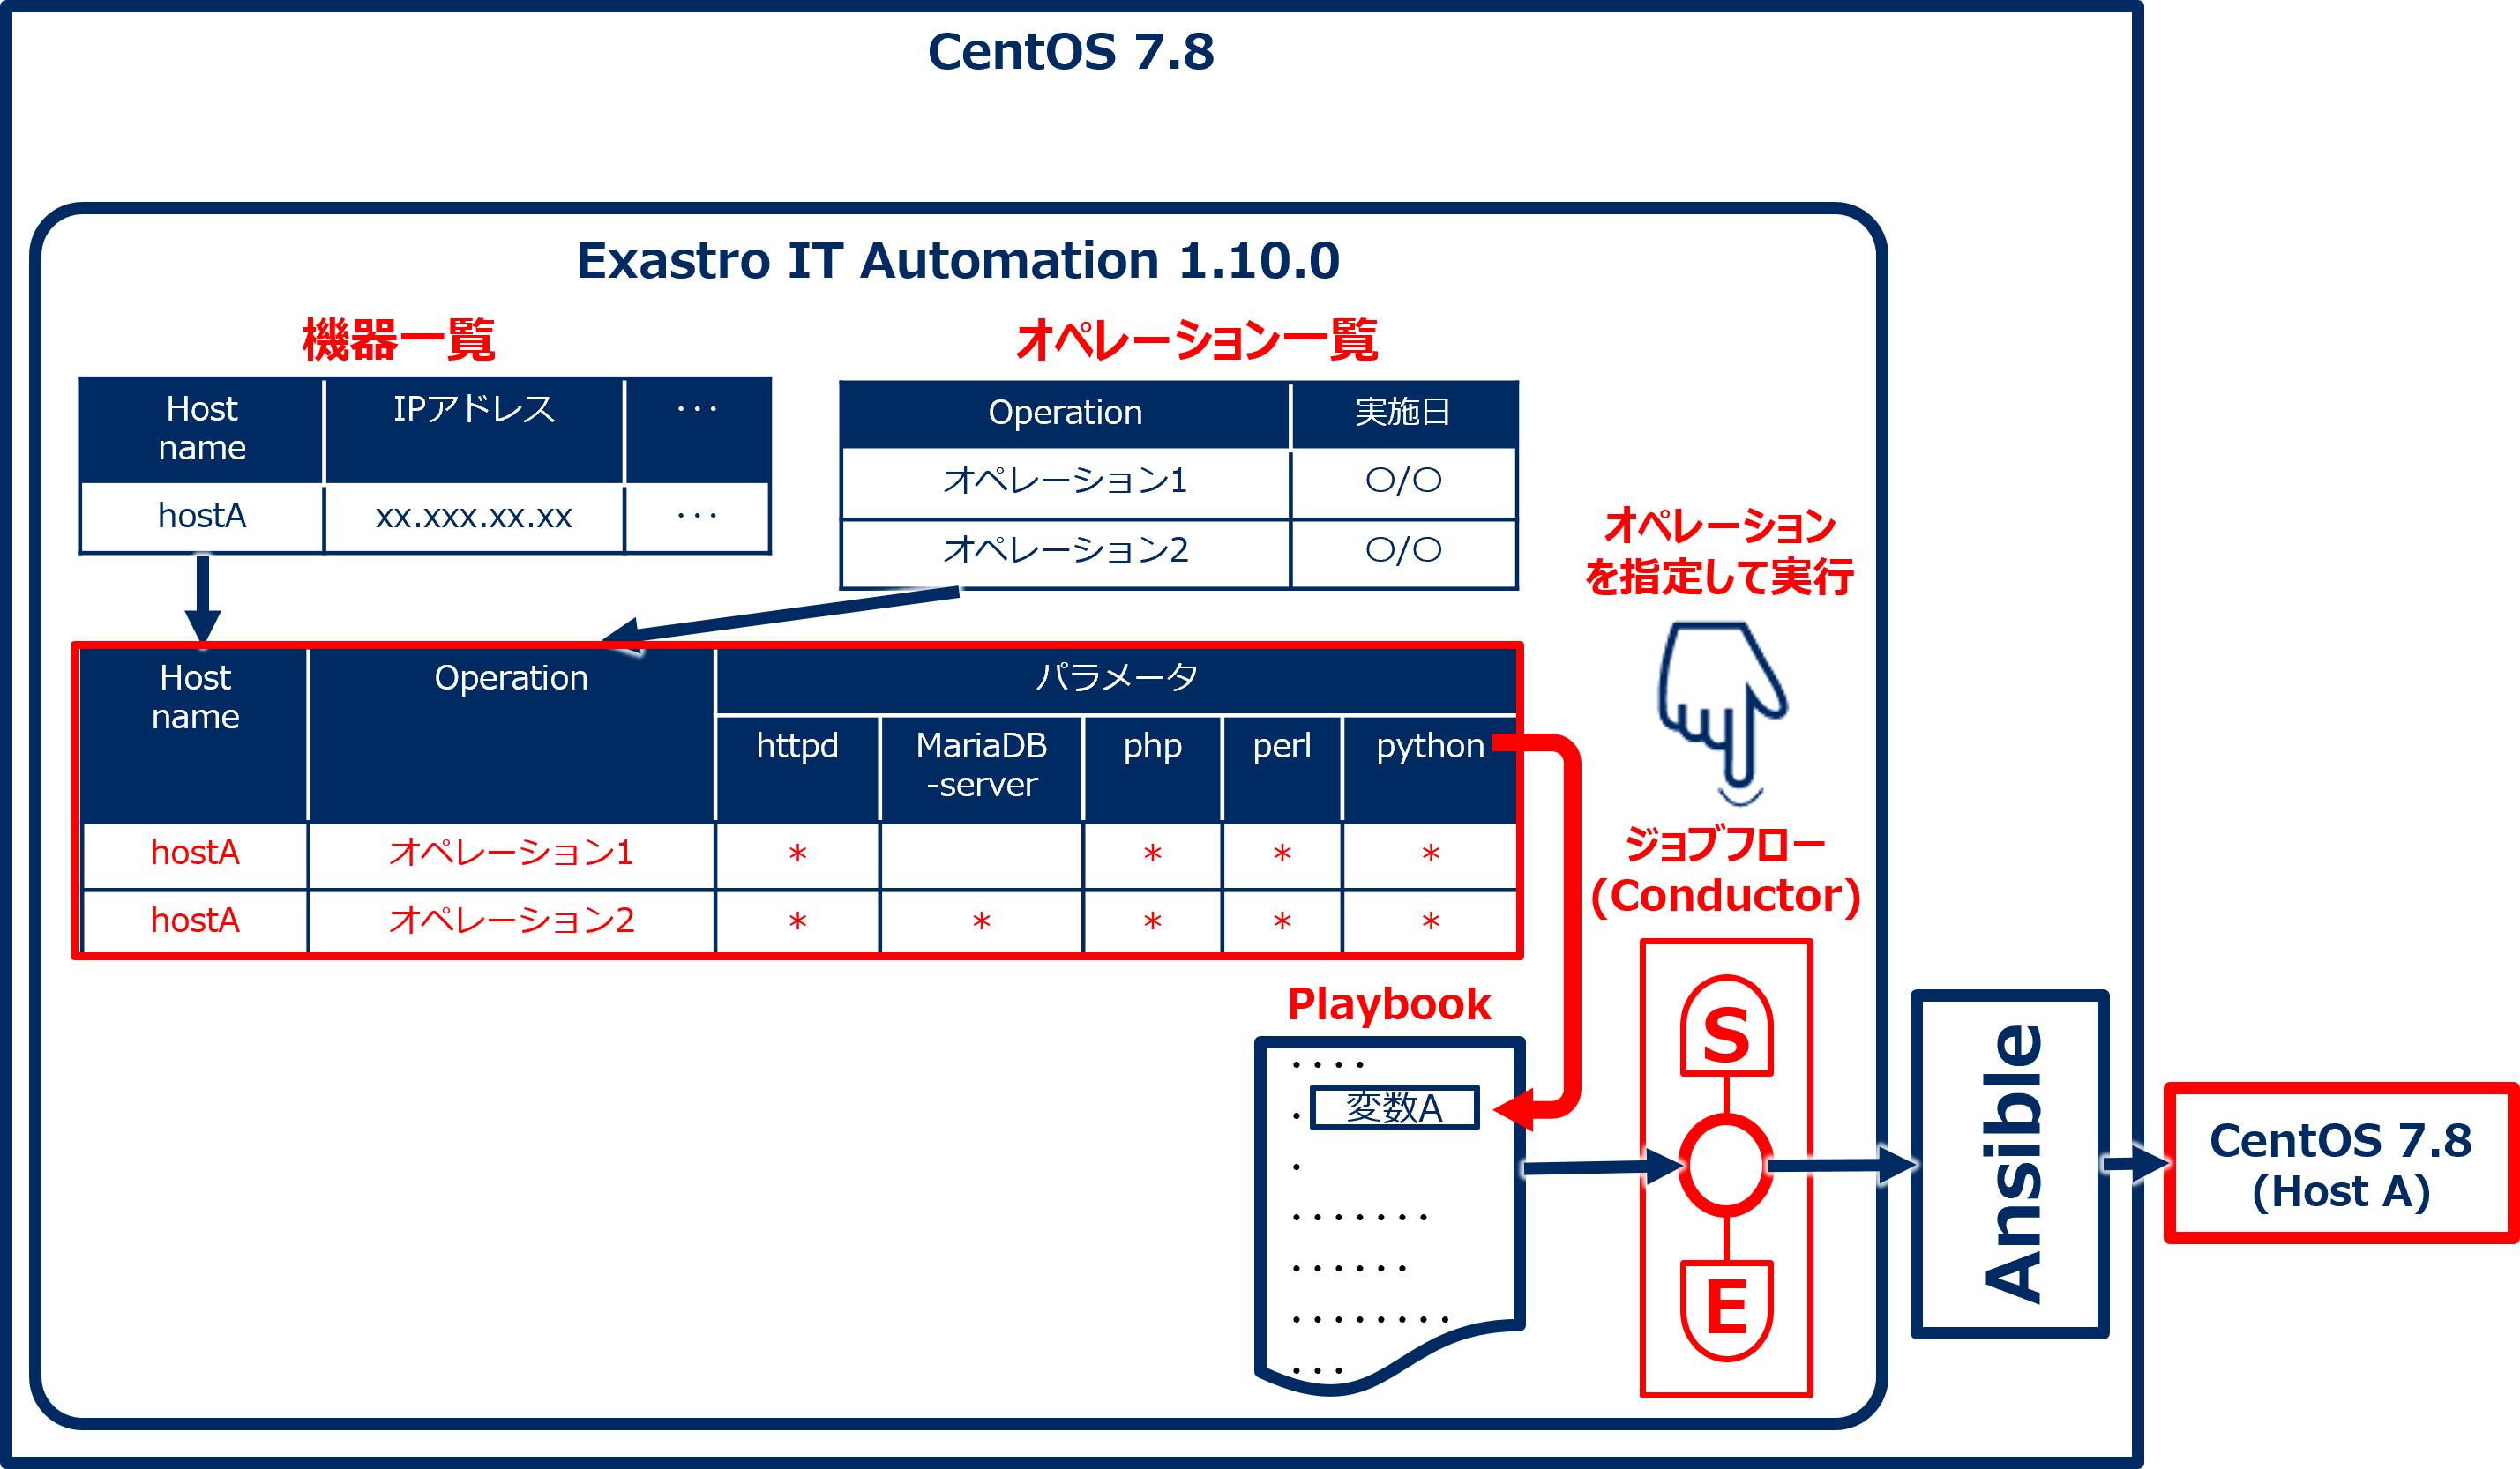 CentOS 7.8
Exastro IT Automation 1.10.0
機器一覧
Host
name
IPアドレス
・・・
hostA
xx.xxx.xx.xx
・・・
オペレーション一覧
Operation
実施日
オペレーション1
〇/〇
オペレーション2
〇/〇
オペレーション
を指定して実行
Host
name
Operation
パラメータ
httpd
MariaDB
-server
php
perl
python
hostA
オペレーション1
*
*
*
*
hostA
オペレーション2
*
*
*
*
*
ジョブフロー
(Conductor)
Playbook
・・・・
・
変数A
・
・・・・・・・
・・・・・・
・・・・・・・・
・・・
S
E
Ansible
CentOS 7.8
(Host A)